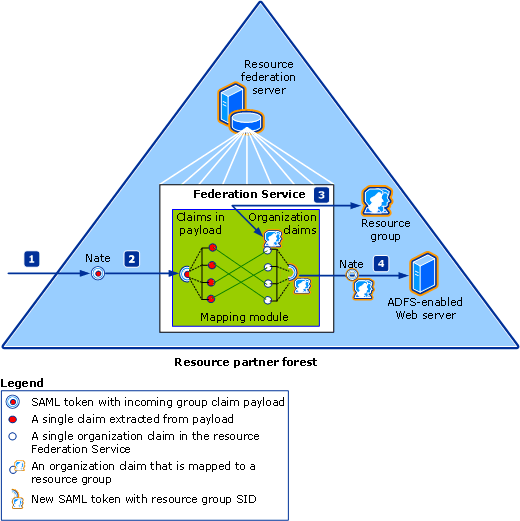 Resource
federation
server
Federation Service
3
Claims in
payload
Organization
claims
Resource
group
1
Nate
2
Nate
4
Mapping module
ADFS-enabled
Web server
Resource partner forest
Legend
SAML token with incoming group claim payload
A single claim extracted from payload
A single organization claim in the resource
Federation Service
An organization claim that is mapped to a
resource group
New SAML token with resource group SID